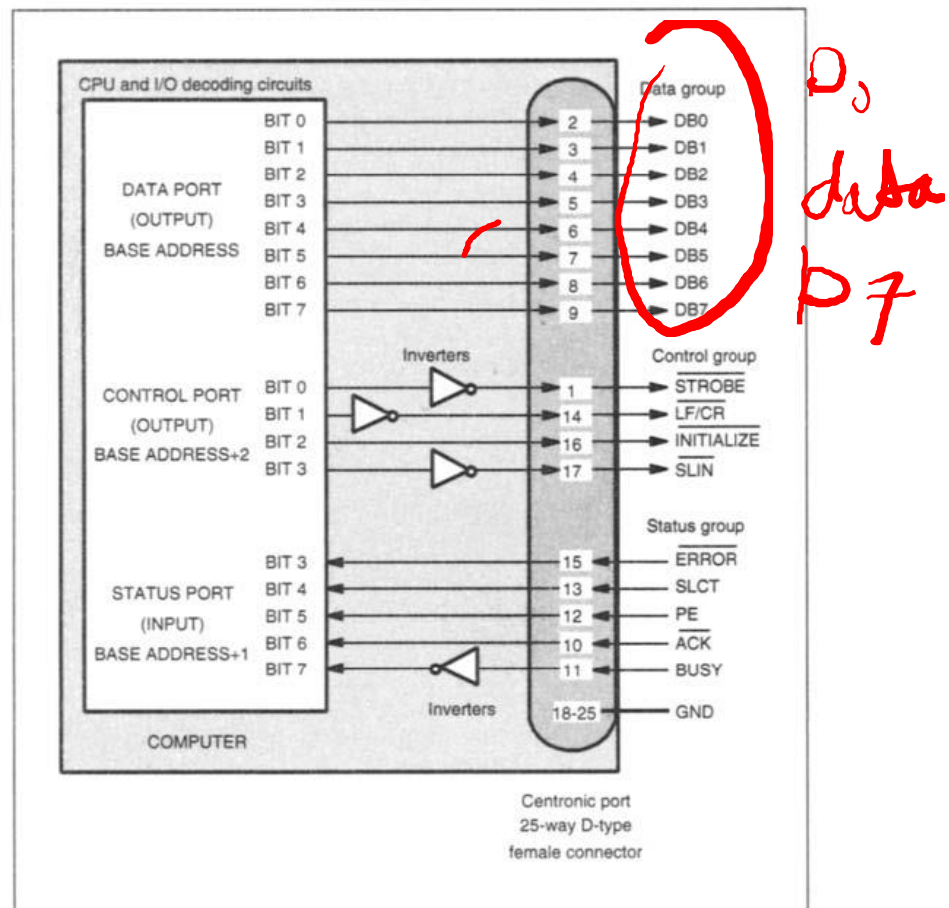 CPU and I/O decoding circuits
Data group
D0
BIT 0 2 DB0
BIT 1 3 DB1
BIT 2 4 DB2
data
DATA PORT
BIT 3 5 DB3
(OUTPUT)
BIT 4 6 DB4
BASE ADDRESS
BIT 5 7 DB5
BIT 6 8 DB6
D7
BIT 7 9 DB7
Inverters
Control group
BIT 0 1 STROBE
CONTROL PORT
BIT 1 14 LF/CR
(OUTPUT)
BIT 2 16 INITIALIZE
BASE ADDRESS+2
BIT 3 17 SLIN
Status group
BIT 3 15 ERROR
STATUS PORT
BIT 4 13 SLCT
(INPUT)
BIT 5 12 PE
BIT 6 10 ACK
BASE ADDRESS+1
BIT 7 11 BUSY
Inverters
18-25 GND
COMPUTER
Centronic port
25-way D-type
female connector